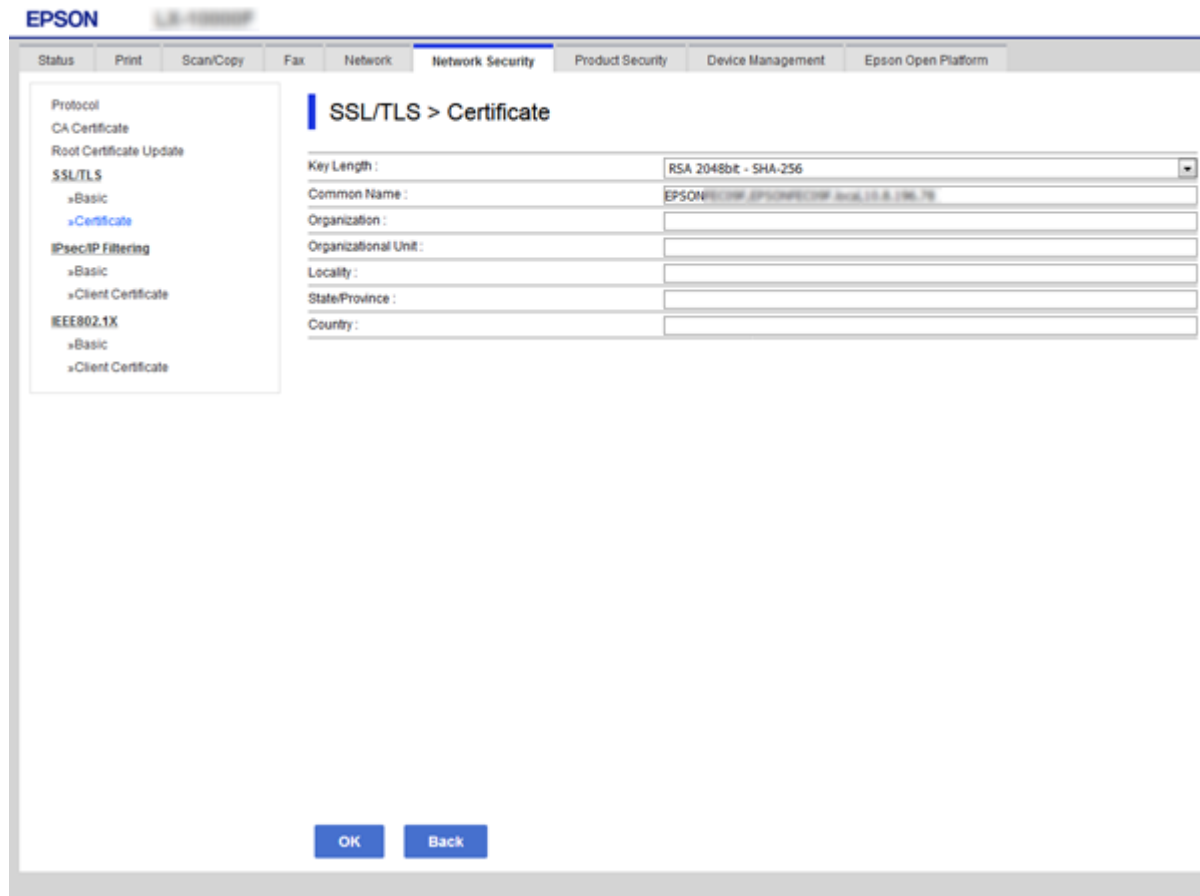 EPSON
Status Print Scan/Copy Fax Network Network Security Product Security Device Management Epson Open Platform
Protocol
CA Certificate
Root Certificate Update
SSL/TLS
»Basic
»Certificate
IPsec/IP Filtering
»Basic
»Client Certificate
IEEE802.1X
»Basic
»Client Certificate
SSL/TLS > Certificate
Key Length : RSA 2048bit - SHA-256
Common Name : EPSON
Organization :
Organizational Unit :
Locality :
State/Province :
Country :
OK Back